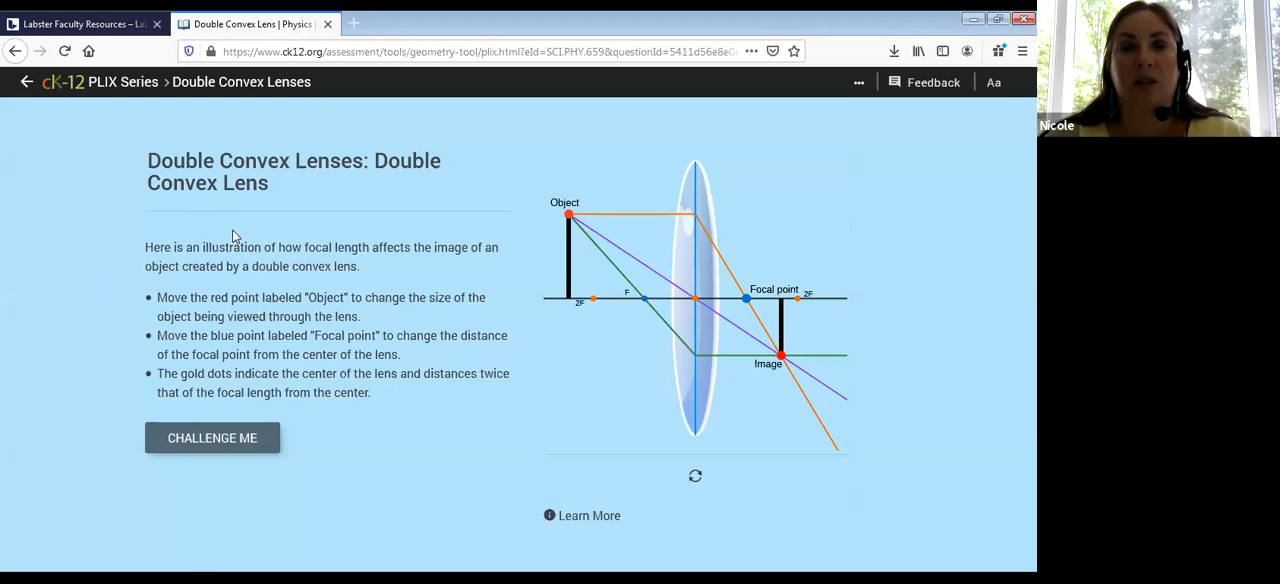 Labster Faculty Resources – La
Double Convex Lens | Physics |
https://www.ck12.org/assessment/tools/geometry-tool/plix.html?eId=SCI.PHY.659&questionId=5411d56e8e0
cK-12 PLIX Series > Double Convex Lenses
Feedback
Aa
Nicole
Double Convex Lenses: Double
Convex Lens
Here is an illustration of how focal length affects the image of an
object created by a double convex lens.
• Move the red point labeled "Object" to change the size of the
object being viewed through the lens.
• Move the blue point labeled "Focal point" to change the distance
of the focal point from the center of the lens.
• The gold dots indicate the center of the lens and distances twice
that of the focal length from the center.
CHALLENGE ME
Object
F
2F
Focal point
2F
Image
Learn More